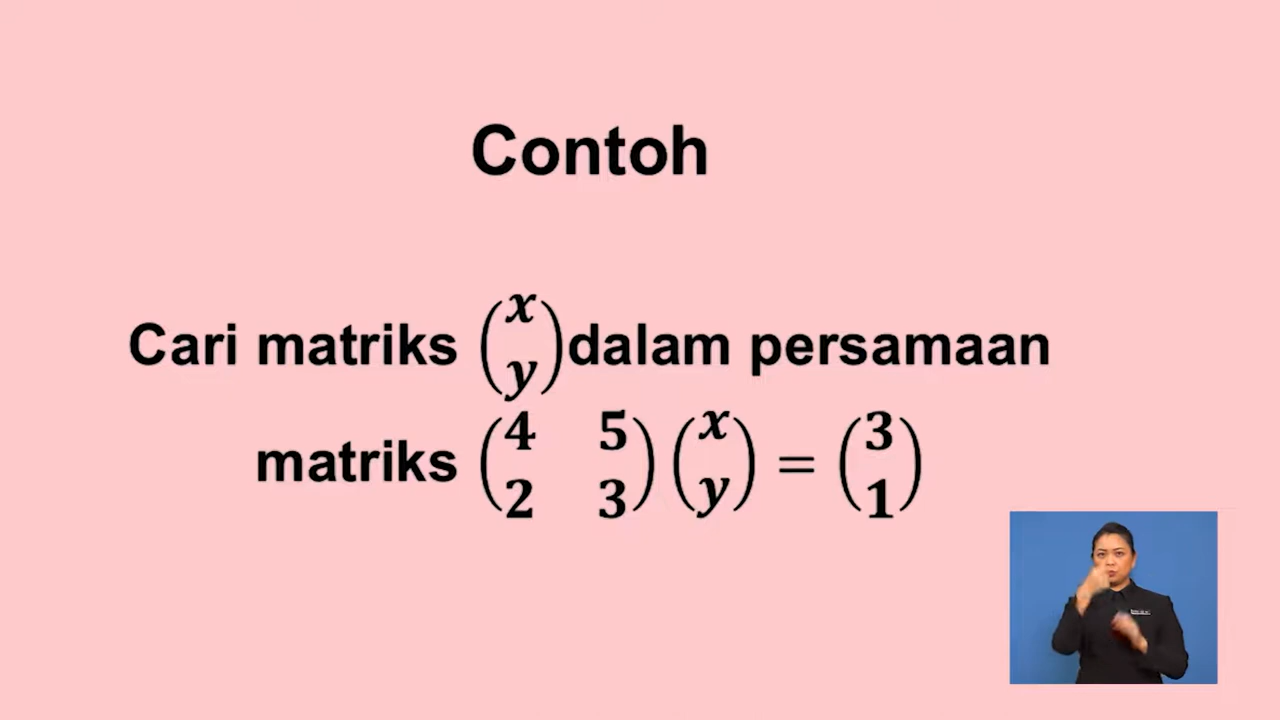 Contoh
Cari matriks (x y) dalam persamaan
matriks (4 5 2 3) (x y) = (3 1)